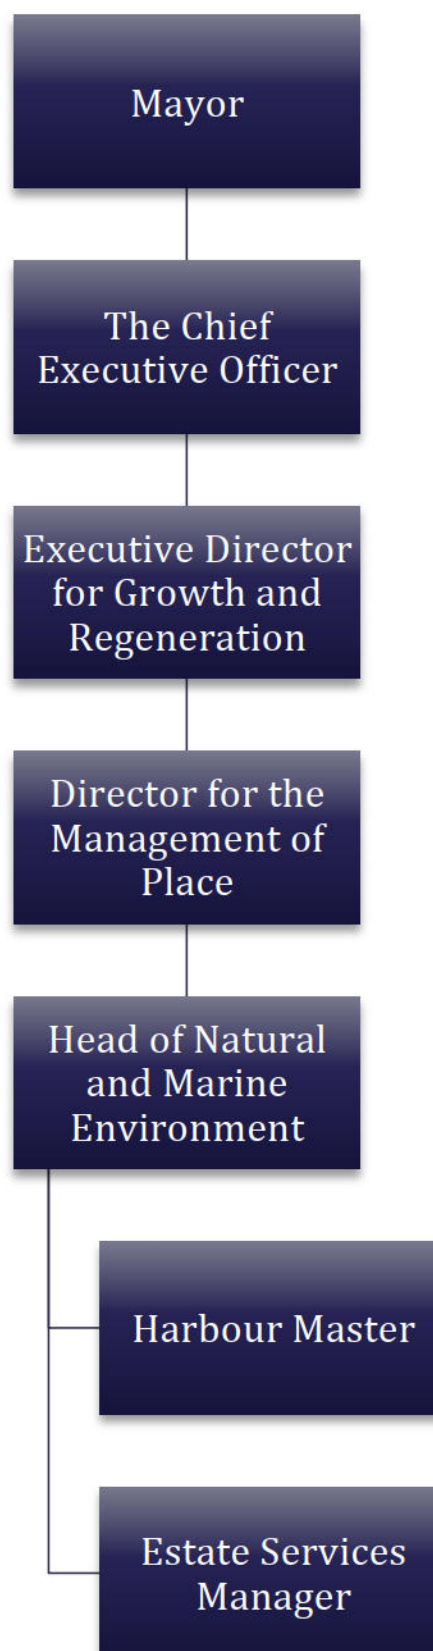 Mayor
The Chief
Executive Officer
Executive Director
for Growth and
Regeneration
Director for the
Management of
Place
Head of Natural
and Marine
Environment
Harbour Master
Estate Services
Manager